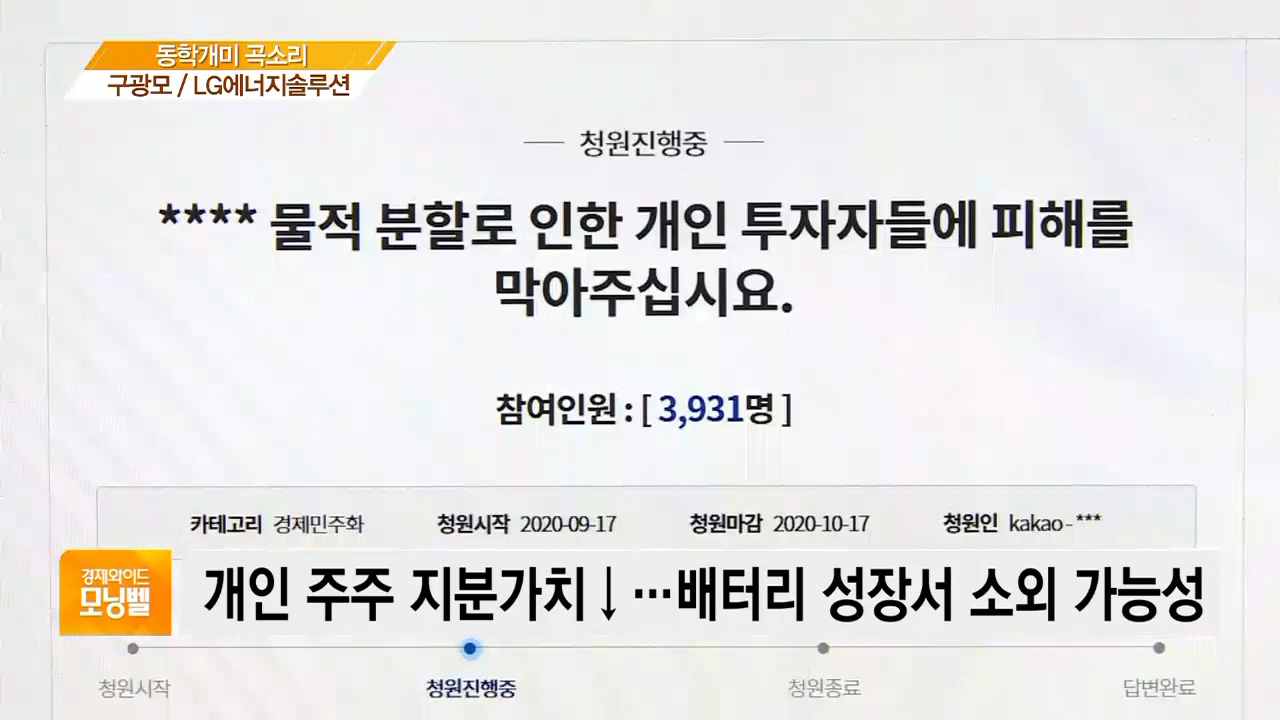 동학개미 곡소리
구광모 / LG에너지솔루션
청원진행중
**** 물적 분할로 인한 개인 투자자들에 피해를
막아주십시요.
참여인원 : [ 3,931명 ]
카테고리 경제민주화 청원시작 2020-09-17 청원마감 2020-10-17 청원인 kakao - ***
경제와이드
모닝벨
개인 주주 지분가치↓…배터리 성장서 소외 가능성
청원시작 청원진행중 청원종료 답변완료